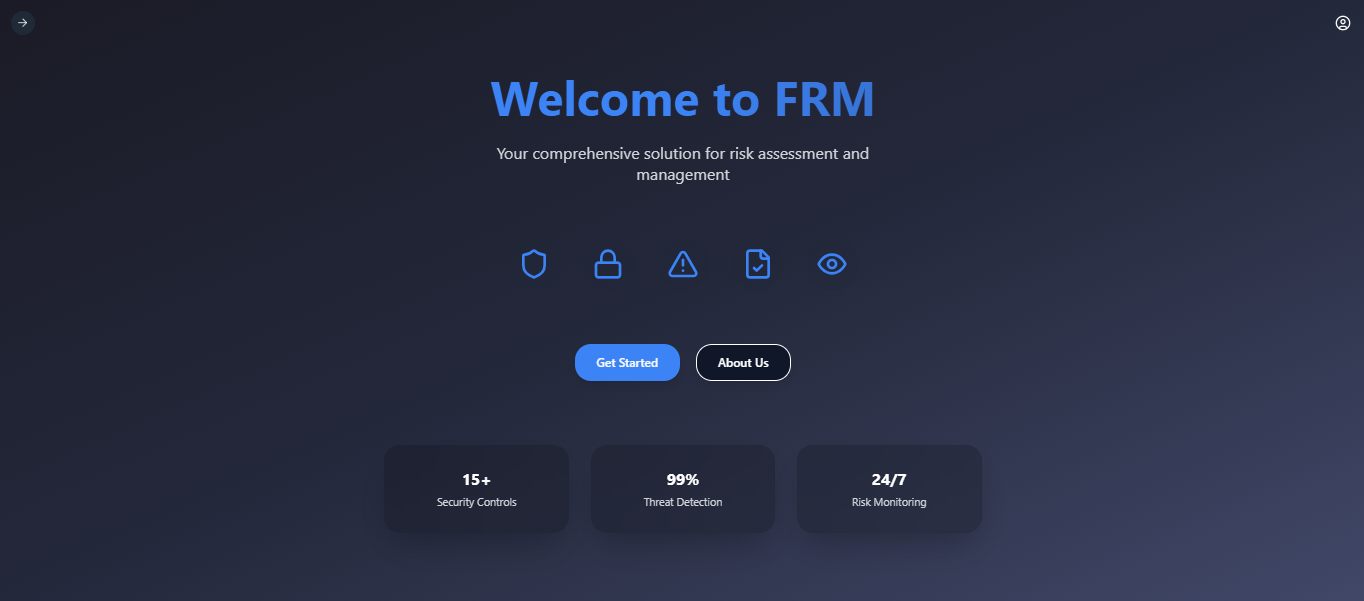 Welcome to FRM
Your comprehensive solution for risk assessment and
management
Get Started
About Us
15+
Security Controls
99%
Threat Detection
24/7
Risk Monitoring